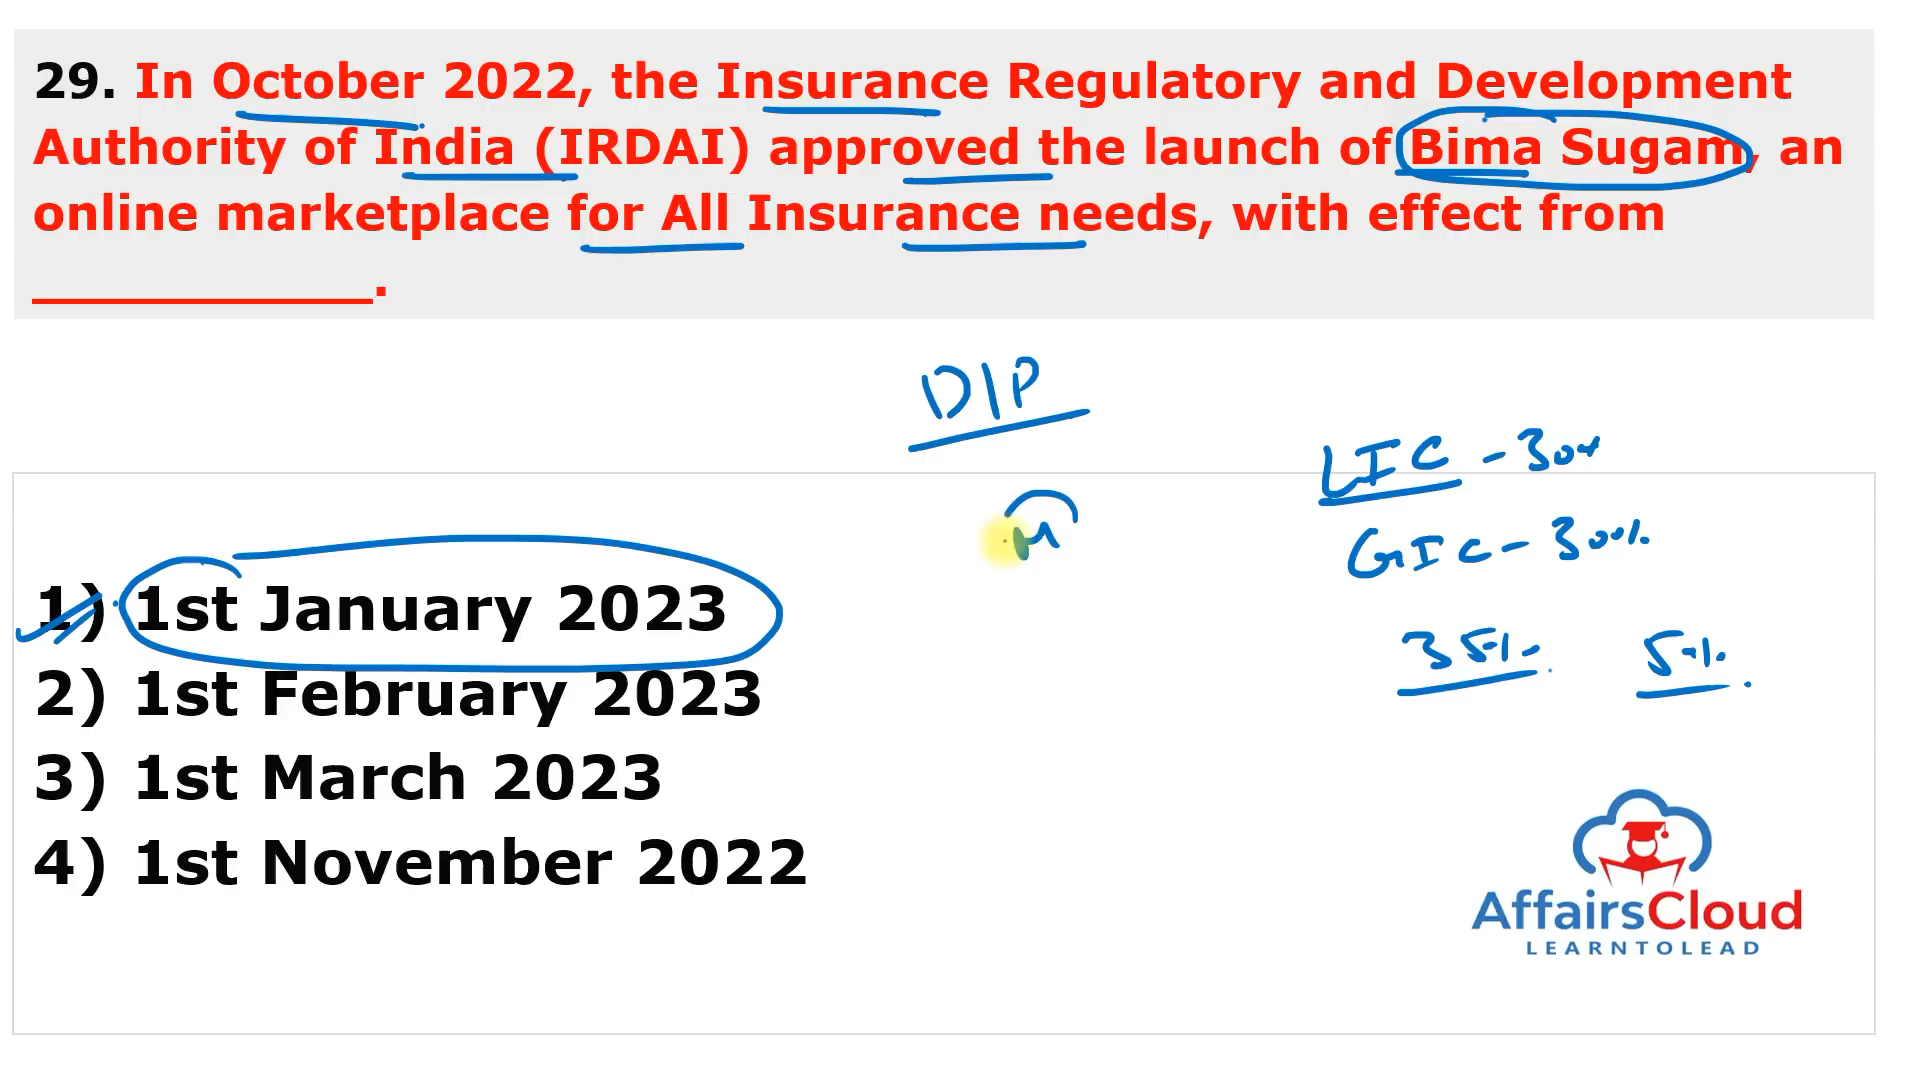 29. In October 2022, the Insurance Regulatory and Development
Authority of India (IRDAI) approved the launch of Bima Sugam, an
online marketplace for All Insurance needs, with effect from
____________.
DIP
LIC - 30%
GIC - 30%
1) 1st January 2023
35%
5%
2) 1st February 2023
3) 1st March 2023
4) 1st November 2022
AffairsCloud
LEARNTOLEAD